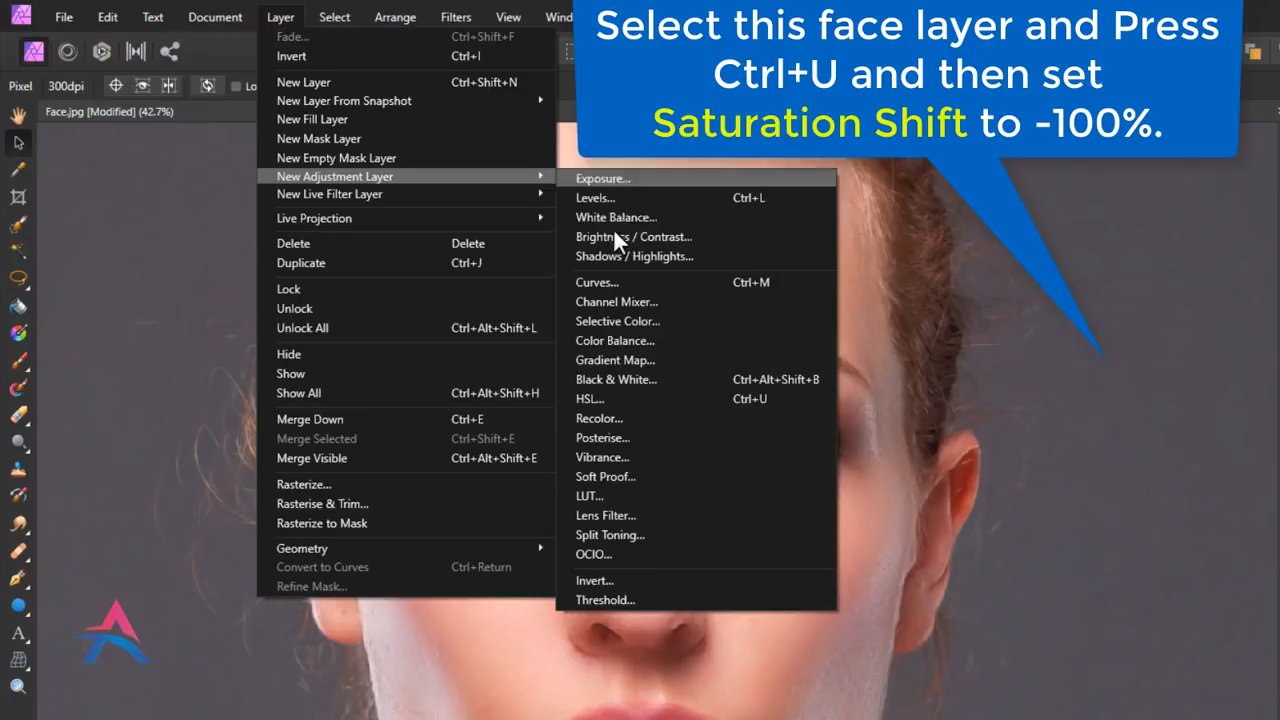 File Edit Text Document Layer Select Arrange Filters View
Select this face layer and Press
Ctrl+U and then set
Saturation Shift to -100%.
Pixel 300dpi
Face.jpg [Modified] (42.7%)
Fade... Ctrl+Shift+F
Invert Ctrl+I
New Layer Ctrl+Shift+N
New Layer From Snapshot
New Fill Layer
New Mask Layer
New Empty Mask Layer
New Adjustment Layer
New Live Filter Layer
Live Projection
Delete Delete
Duplicate Ctrl+J
Lock
Unlock
Unlock All Ctrl+Alt+Shift+L
Hide
Show
Show All Ctrl+Alt+Shift+H
Merge Down Ctrl+E
Merge Selected Ctrl+Shift+E
Merge Visible Ctrl+Alt+Shift+E
Rasterize...
Rasterise & Trim...
Rasterize to Mask
Geometry
Convert to Curves Ctrl+Return
Refine Mask...
Exposure...
Levels... Ctrl+L
White Balance...
Brightness / Contrast...
Shadows / Highlights...
Curves... Ctrl+M
Channel Mixer...
Selective Color...
Color Balance...
Gradient Map...
Black & White... Ctrl+Alt+Shift+B
HSL... Ctrl+U
Recolor...
Posterise...
Vibrance...
Soft Proof...
LUT...
Lens Filter...
Split Toning...
OCIO...
Invert...
Threshold...